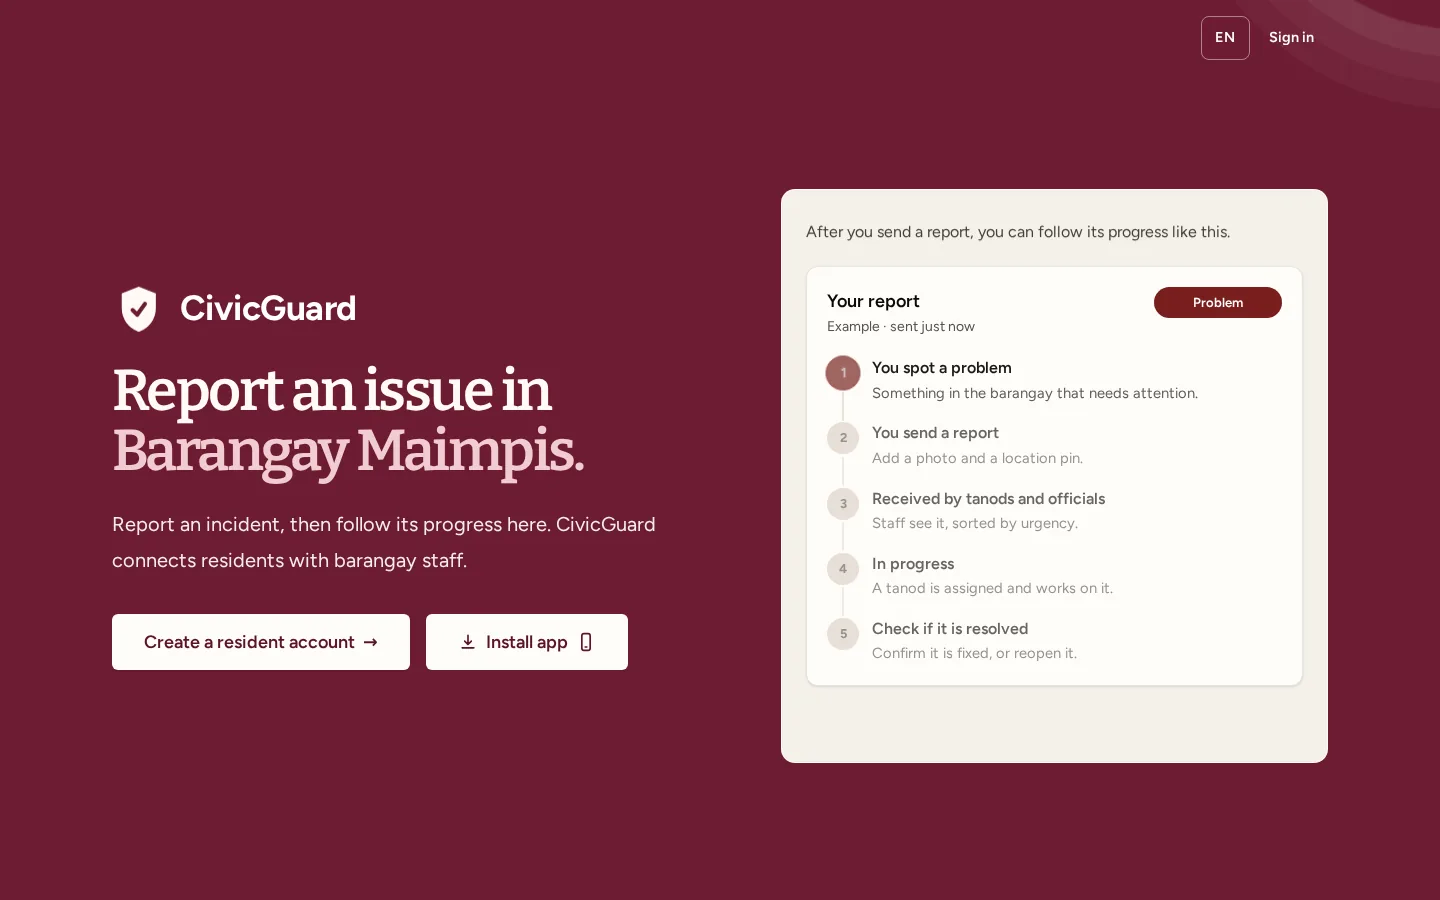 EN
Sign in
CivicGuard
Report an issue in
Barangay Maimpis.
Report an incident, then follow its progress here. CivicGuard
connects residents with barangay staff.
Create a resident account →
Install app
After you send a report, you can follow its progress like this.
Your report
Problem
Example · sent just now
1
You spot a problem
Something in the barangay that needs attention.
2
You send a report
Add a photo and a location pin.
3
Received by tanods and officials
Staff see it, sorted by urgency.
4
In progress
A tanod is assigned and works on it.
5
Check if it is resolved
Confirm it is fixed, or reopen it.